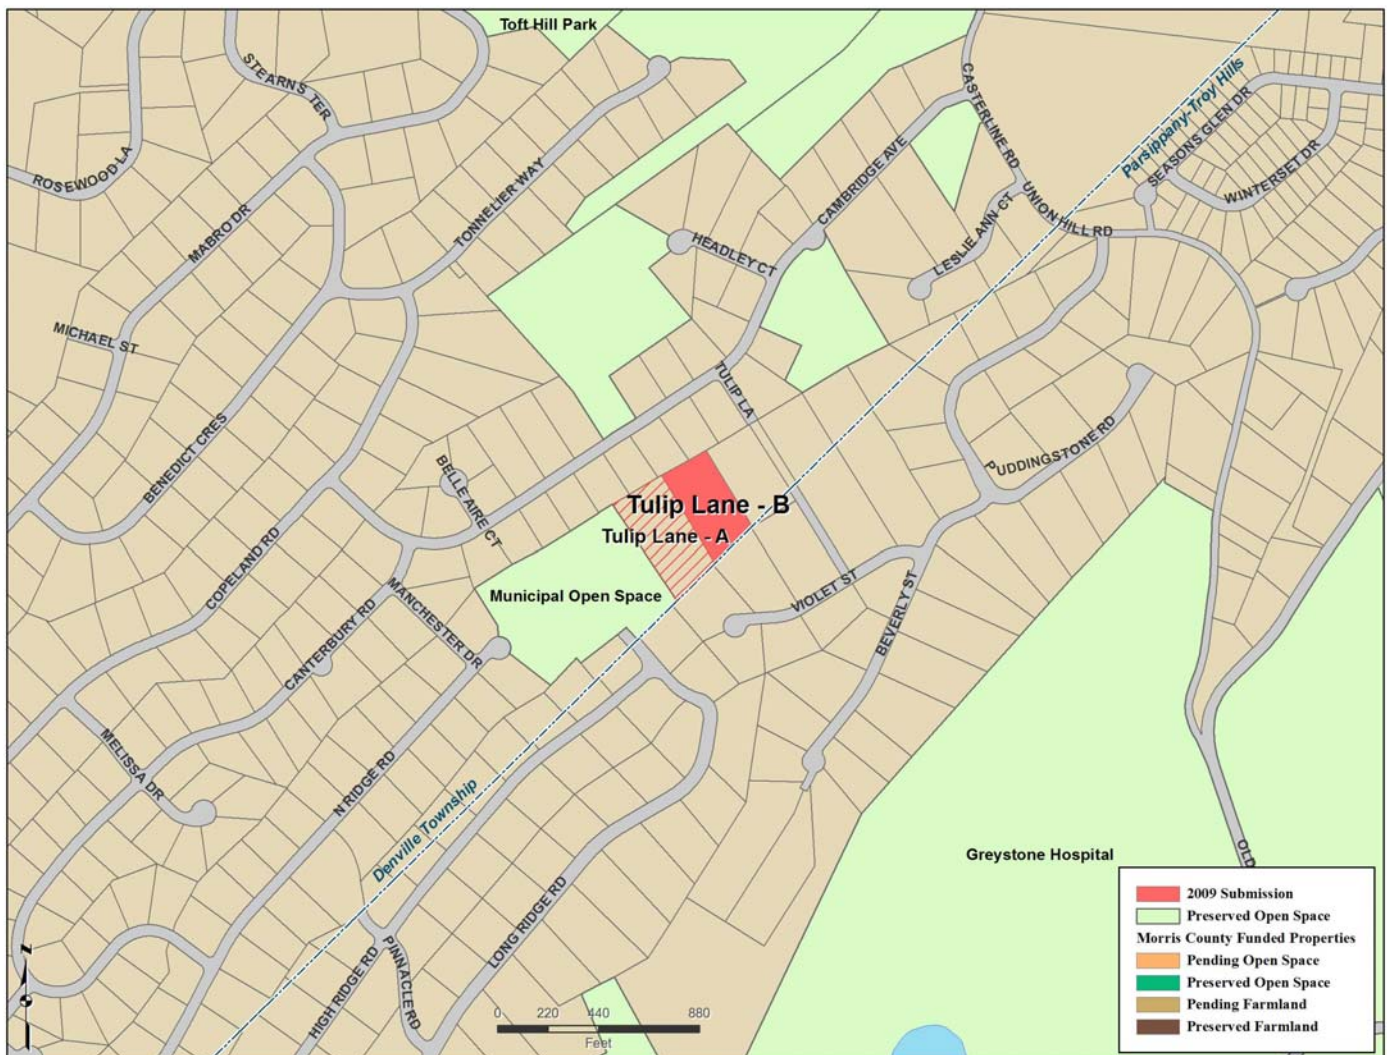 Toft Hill Park
STEARNS TER
ROSEWOOD LA
MABRO DR
TONNELIER WAY
CAMBRIDGE AVE
CASTERLINE RD
Parsippany-Troy Hills
SEASONS GLEN DR
WINTERSET DR
UNION HILL RD
LESLIE ANN CT
HEADLEY CT
MICHAEL ST
TULIP LA
BENEDICT CRES
BELLE AIRE CT
PUDDINGSTONE RD
Tulip Lane - B
Tulip Lane - A
COPELAND RD
Municipal Open Space
VIOLET ST
BEVERLY ST
MANCHESTER DR
CANTERBURY RD
MELISSA DR
N RIDGE RD
Denville Township
Greystone Hospital
OLD
LONG RIDGE RD
HIGH RIDGE RD
PINNACLE RD
N
0 220 440 880
Feet
2009 Submission
Preserved Open Space
Morris County Funded Properties
Pending Open Space
Preserved Open Space
Pending Farmland
Preserved Farmland